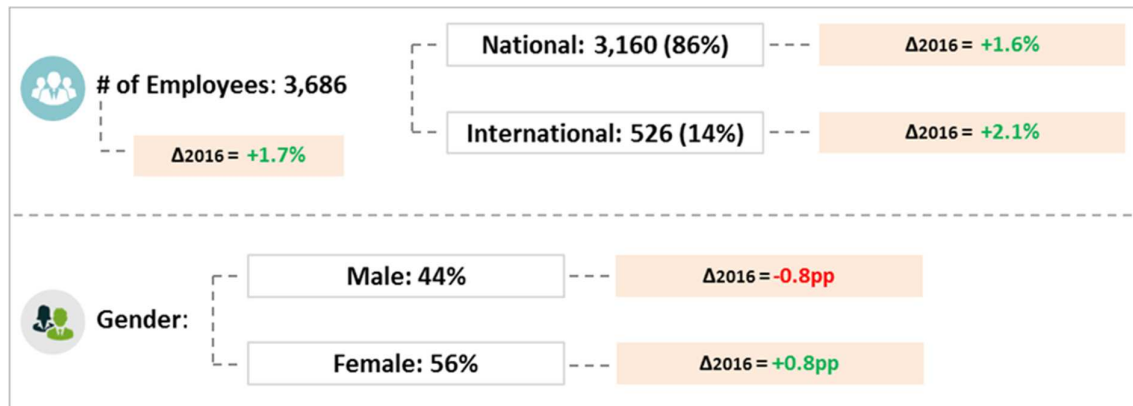 National: 3,160 (86%)
Δ2016 = +1.6%
# of Employees: 3,686
International: 526 (14%)
Δ2016 = +2.1%
Δ2016 = +1.7%
Male: 44%
Δ2016 = -0.8pp
Gender:
Female: 56%
Δ2016 = +0.8pp